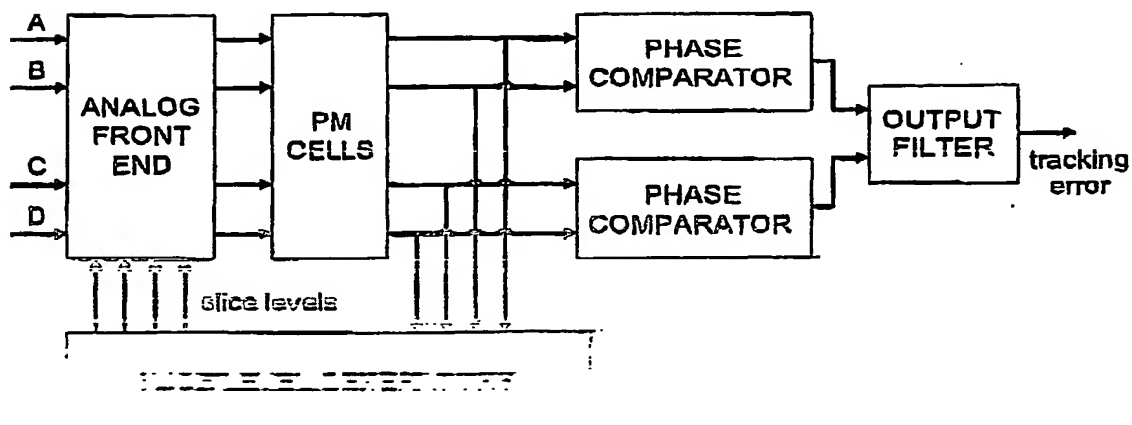 A
B
C
D
ANALOG
FRONT
END
PM
CELLS
PHASE
COMPARATOR
PHASE
COMPARATOR
OUTPUT
FILTER
tracking
error
slice levels